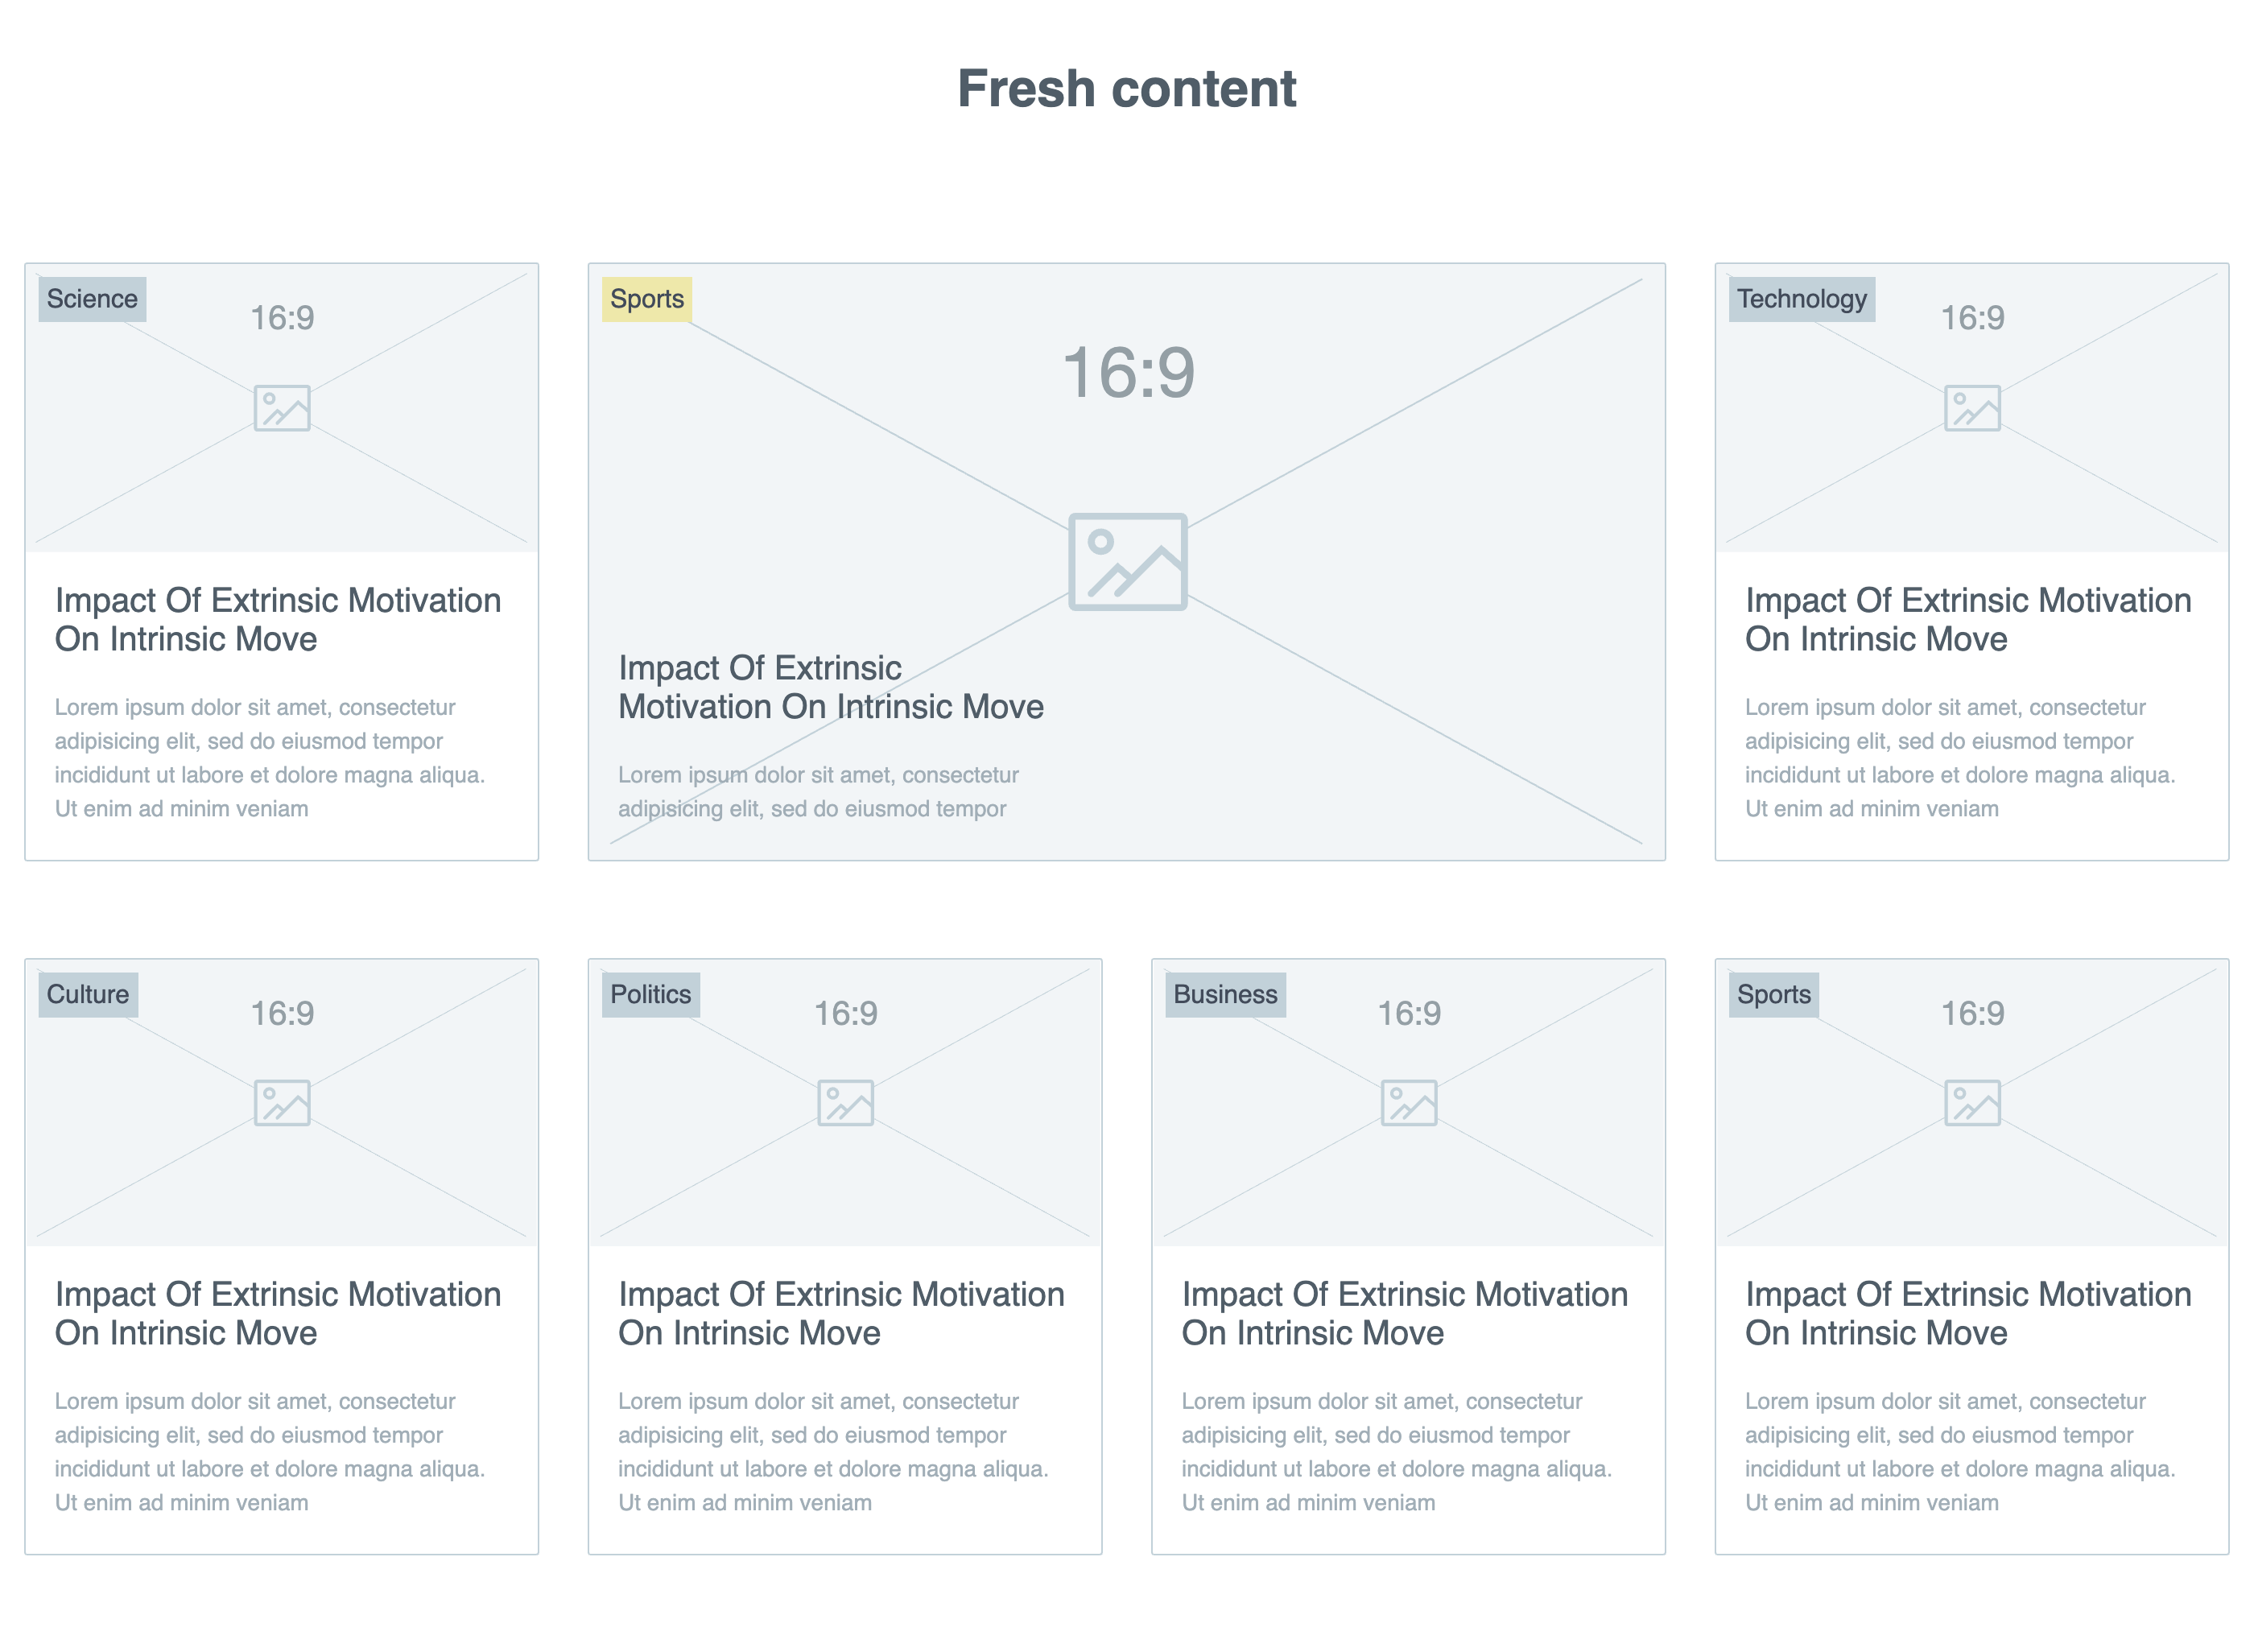 Fresh content
Science
16:9
Impact Of Extrinsic Motivation
On Intrinsic Move
Lorem ipsum dolor sit amet, consectetur
adipisicing elit, sed do eiusmod tempor
incididunt ut labore et dolore magna aliqua.
Ut enim ad minim veniam
Sports
16:9
Impact Of Extrinsic
Motivation On Intrinsic Move
Lorem ipsum dolor sit amet, consectetur
adipisicing elit, sed do eiusmod tempor
Technology
16:9
Impact Of Extrinsic Motivation
On Intrinsic Move
Lorem ipsum dolor sit amet, consectetur
adipisicing elit, sed do eiusmod tempor
incididunt ut labore et dolore magna aliqua.
Ut enim ad minim veniam
Culture
16:9
Impact Of Extrinsic Motivation
On Intrinsic Move
Lorem ipsum dolor sit amet, consectetur
adipisicing elit, sed do eiusmod tempor
incididunt ut labore et dolore magna aliqua.
Ut enim ad minim veniam
Politics
16:9
Impact Of Extrinsic Motivation
On Intrinsic Move
Lorem ipsum dolor sit amet, consectetur
adipisicing elit, sed do eiusmod tempor
incididunt ut labore et dolore magna aliqua.
Ut enim ad minim veniam
Business
16:9
Impact Of Extrinsic Motivation
On Intrinsic Move
Lorem ipsum dolor sit amet, consectetur
adipisicing elit, sed do eiusmod tempor
incididunt ut labore et dolore magna aliqua.
Ut enim ad minim veniam
Sports
16:9
Impact Of Extrinsic Motivation
On Intrinsic Move
Lorem ipsum dolor sit amet, consectetur
adipisicing elit, sed do eiusmod tempor
incididunt ut labore et dolore magna aliqua.
Ut enim ad minim veniam